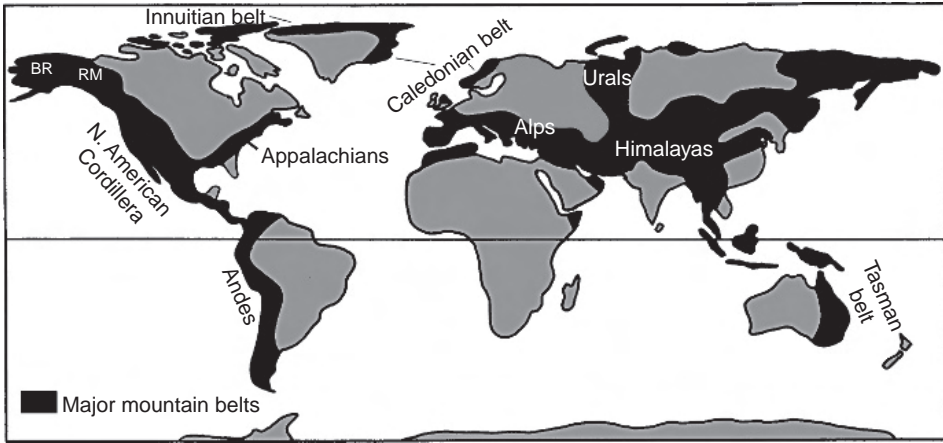 Innuitian belt
BR
RM
Caledonian belt
Urals
Alps
Himalayas
Appalachians
N. American
Cordillera
Andes
Tasman
belt
Major mountain belts